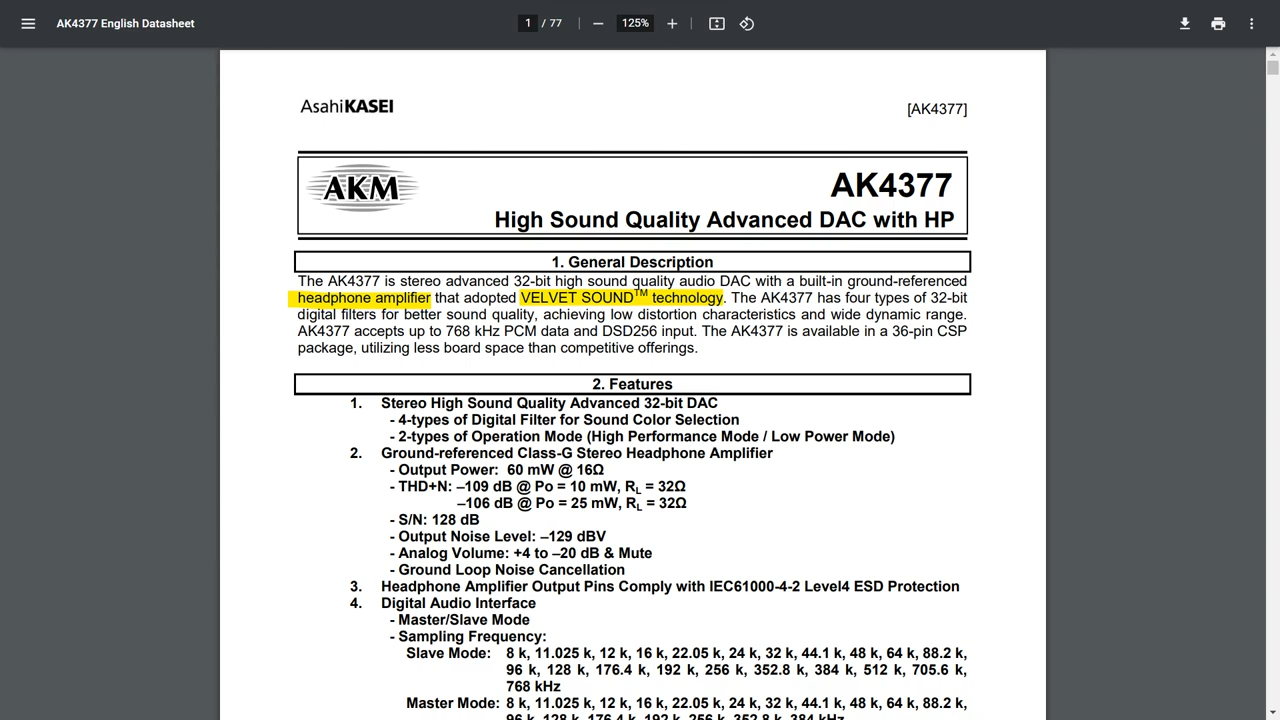 AK4377 English Datasheet
1 / 77
125%
AsahiKASEI
[AK4377]
AKM
AK4377
High Sound Quality Advanced DAC with HP
1. General Description
The AK4377 is stereo advanced 32-bit high sound quality audio DAC with a built-in ground-referenced
headphone amplifier that adopted VELVET SOUND™ technology. The AK4377 has four types of 32-bit
digital filters for better sound quality, achieving low distortion characteristics and wide dynamic range.
AK4377 accepts up to 768 kHz PCM data and DSD256 input. The AK4377 is available in a 36-pin CSP
package, utilizing less board space than competitive offerings.
2. Features
1. Stereo High Sound Quality Advanced 32-bit DAC
- 4-types of Digital Filter for Sound Color Selection
- 2-types of Operation Mode (High Performance Mode / Low Power Mode)
2. Ground-referenced Class-G Stereo Headphone Amplifier
- Output Power: 60 mW @ 16Ω
- THD+N: –109 dB @ Po = 10 mW, RL = 32Ω
–106 dB @ Po = 25 mW, RL = 32Ω
- S/N: 128 dB
- Output Noise Level: –129 dBV
- Analog Volume: +4 to –20 dB & Mute
- Ground Loop Noise Cancellation
3. Headphone Amplifier Output Pins Comply with IEC61000-4-2 Level4 ESD Protection
4. Digital Audio Interface
- Master/Slave Mode
- Sampling Frequency:
Slave Mode: 8 k, 11.025 k, 12 k, 16 k, 22.05 k, 24 k, 32 k, 44.1 k, 48 k, 64 k, 88.2 k,
96 k, 128 k, 176.4 k, 192 k, 256 k, 352.8 k, 384 k, 512 k, 705.6 k,
768 kHz
Master Mode: 8 k, 11.025 k, 12 k, 16 k, 22.05 k, 24 k, 32 k, 44.1 k, 48 k, 64 k, 88.2 k,
96 k, 128 k, 176.4 k, 192 k, 256 k, 352.8 k, 384 kHz